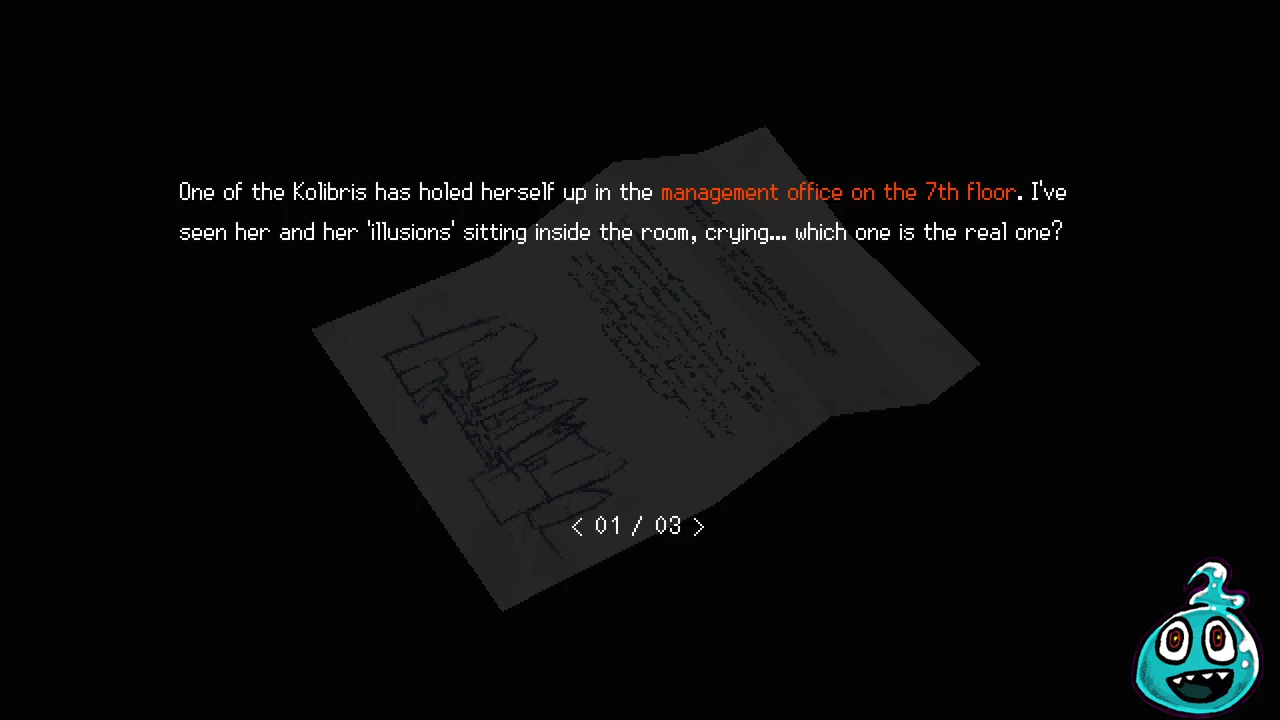 One of the Kolibris has holed herself up in the management office on the 7th floor. I've
seen her and her 'illusions' sitting inside the room, crying... which one is the real one?
< 01 / 03 >